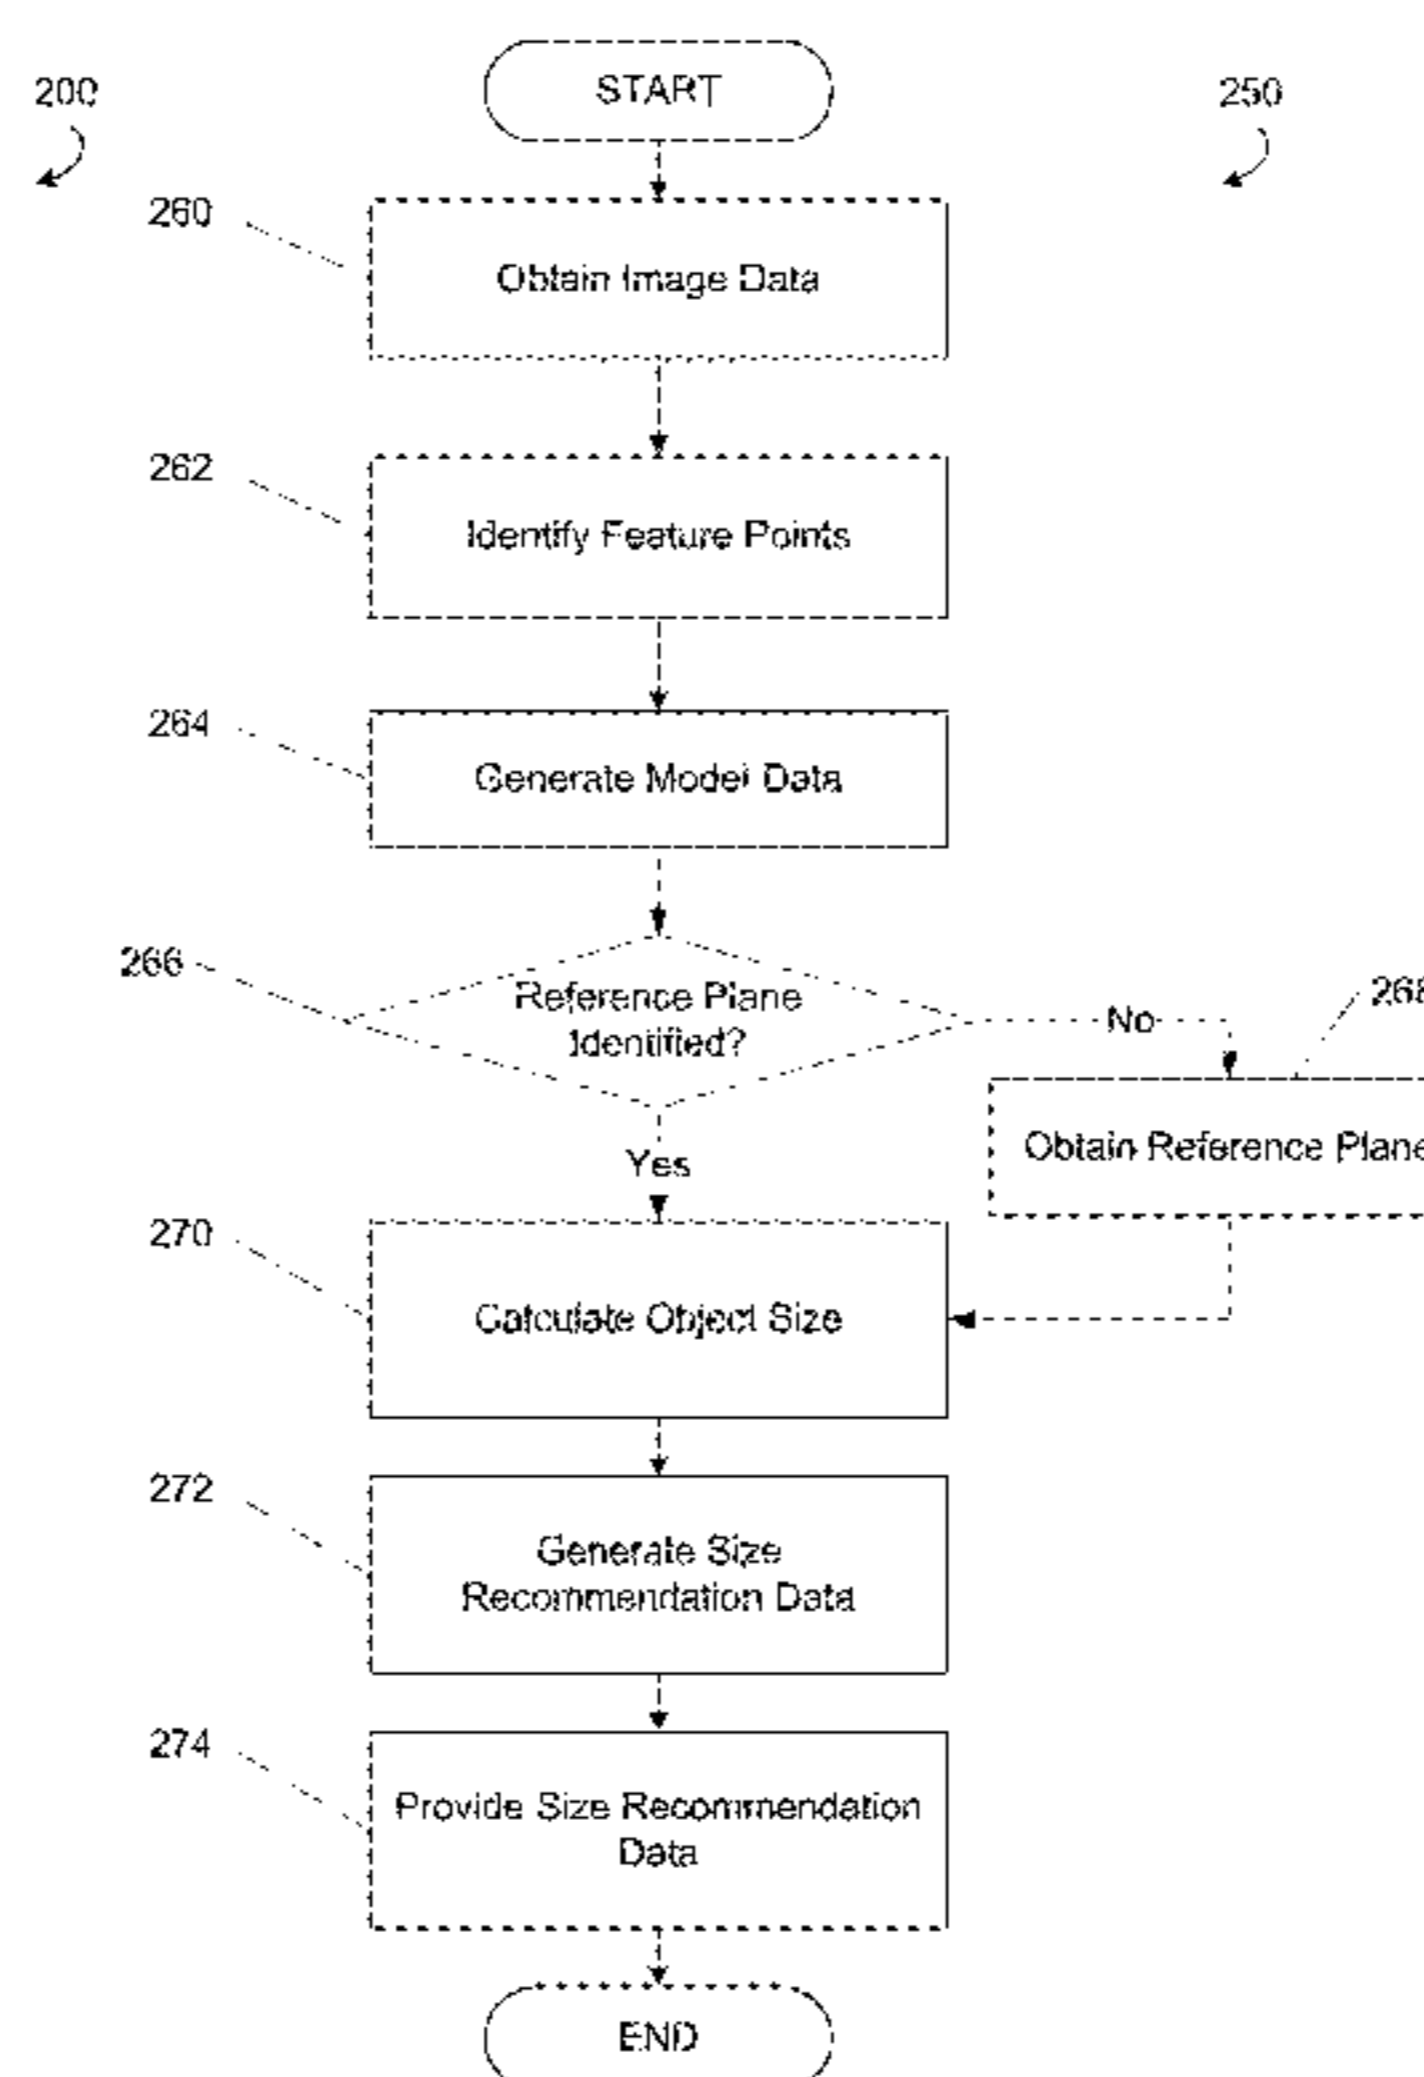 200
START
250
260
Obtain Image Data
262
Identify Feature Points
264
Generate Model Data
266
Reference Plane
Identified?
No
268
Obtain Reference Plane
Yes
270
Calculate Object Size
272
Generate Size
Recommendation Data
274
Provide Size Recommendation
Data
END